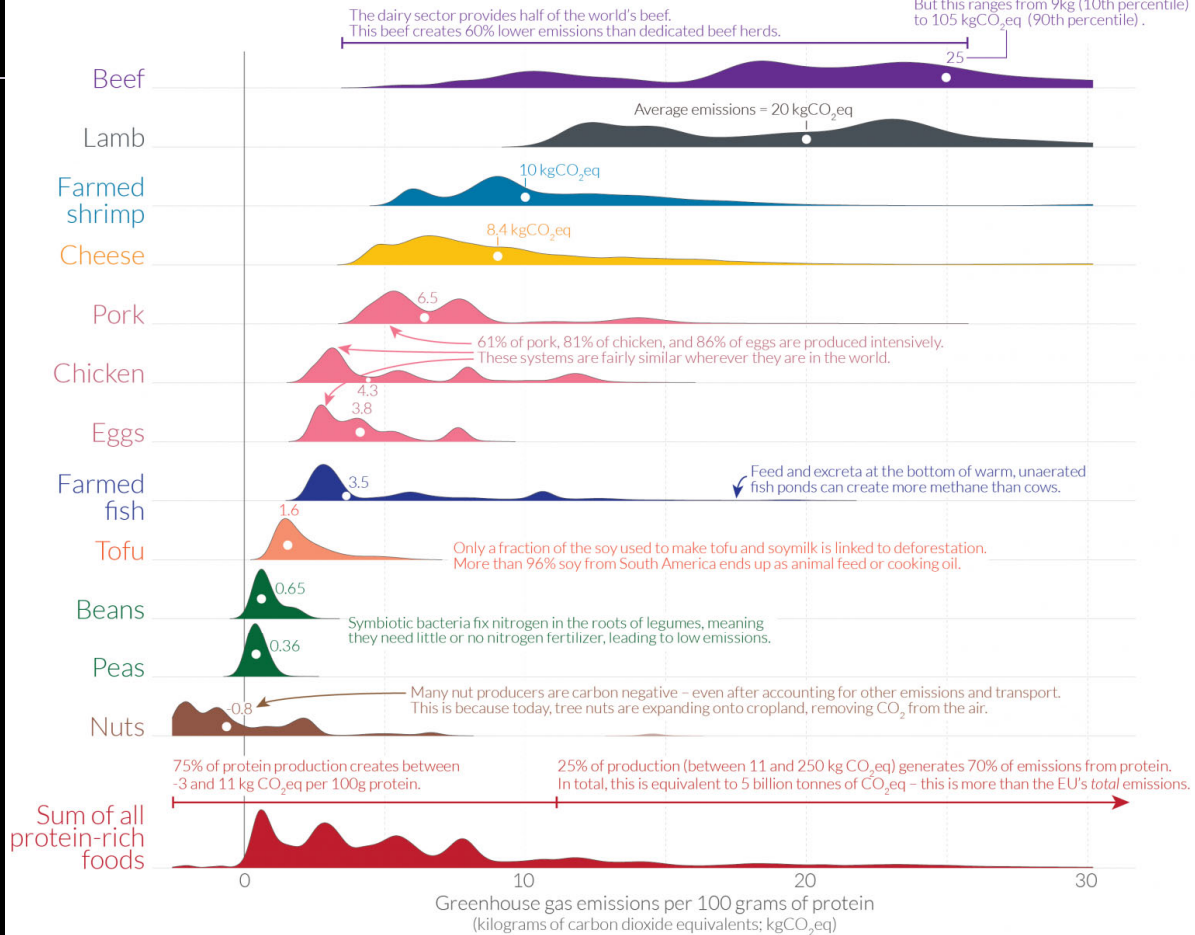 But this ranges from 9kg (10th percentile)
to 105 kgCO₂eq (90th percentile) .
The dairy sector provides half of the world's beef.
This beef creates 60% lower emissions than dedicated beef herds.
25
Beef
Average emissions = 20 kgCO₂eq
Lamb
10 kgCO₂eq
Farmed
shrimp
8.4 kgCO₂eq
Cheese
6.5
Pork
61% of pork, 81% of chicken, and 86% of eggs are produced intensively.
These systems are fairly similar wherever they are in the world.
Chicken
4.3
3.8
Eggs
Farmed
fish
3.5
Feed and excreta at the bottom of warm, unaerated
fish ponds can create more methane than cows.
1.6
Tofu
Only a fraction of the soy used to make tofu and soymilk is linked to deforestation.
More than 96% soy from South America ends up as animal feed or cooking oil.
0.65
Beans
Symbiotic bacteria fix nitrogen in the roots of legumes, meaning
they need little or no nitrogen fertilizer, leading to low emissions.
0.36
Peas
Many nut producers are carbon negative – even after accounting for other emissions and transport.
This is because today, tree nuts are expanding onto cropland, removing CO₂ from the air.
-0.8
Nuts
75% of protein production creates between
-3 and 11 kg CO₂eq per 100g protein.
25% of production (between 11 and 250 kg CO₂eq) generates 70% of emissions from protein.
In total, this is equivalent to 5 billion tonnes of CO₂eq – this is more than the EU's total emissions.
Sum of all
protein-rich
foods
0 10 20 30
Greenhouse gas emissions per 100 grams of protein
(kilograms of carbon dioxide equivalents; kgCO₂eq)